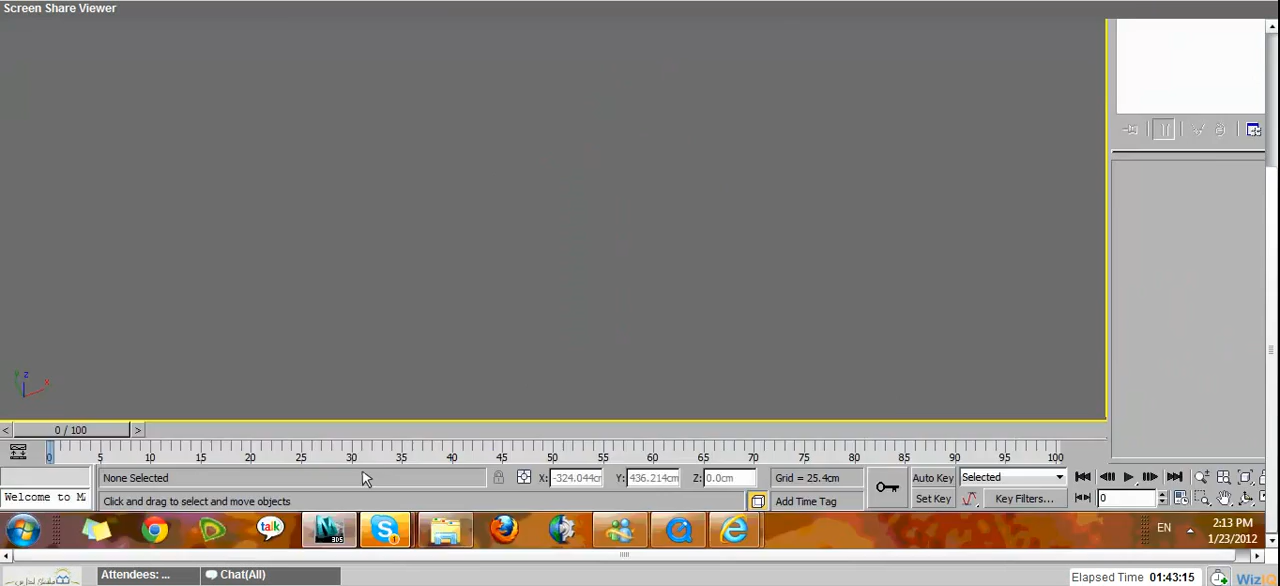 Screen Share Viewer
z
x
< 0 / 100 >
0 5 10 15 20 25 30 35 40 45 50 55 60 65 70 75 80 85 90 95 100
None Selected X: -324.044cm Y: 436.214cm Z: 0.0cm Grid = 25.4cm Auto Key Selected
Welcome to M Click and drag to select and move objects Add Time Tag Set Key Key Filters... 0
talk 3DS S EN 2:13 PM
1/23/2012
Attendees: ... Chat(All) Elapsed Time 01:43:15 WizI